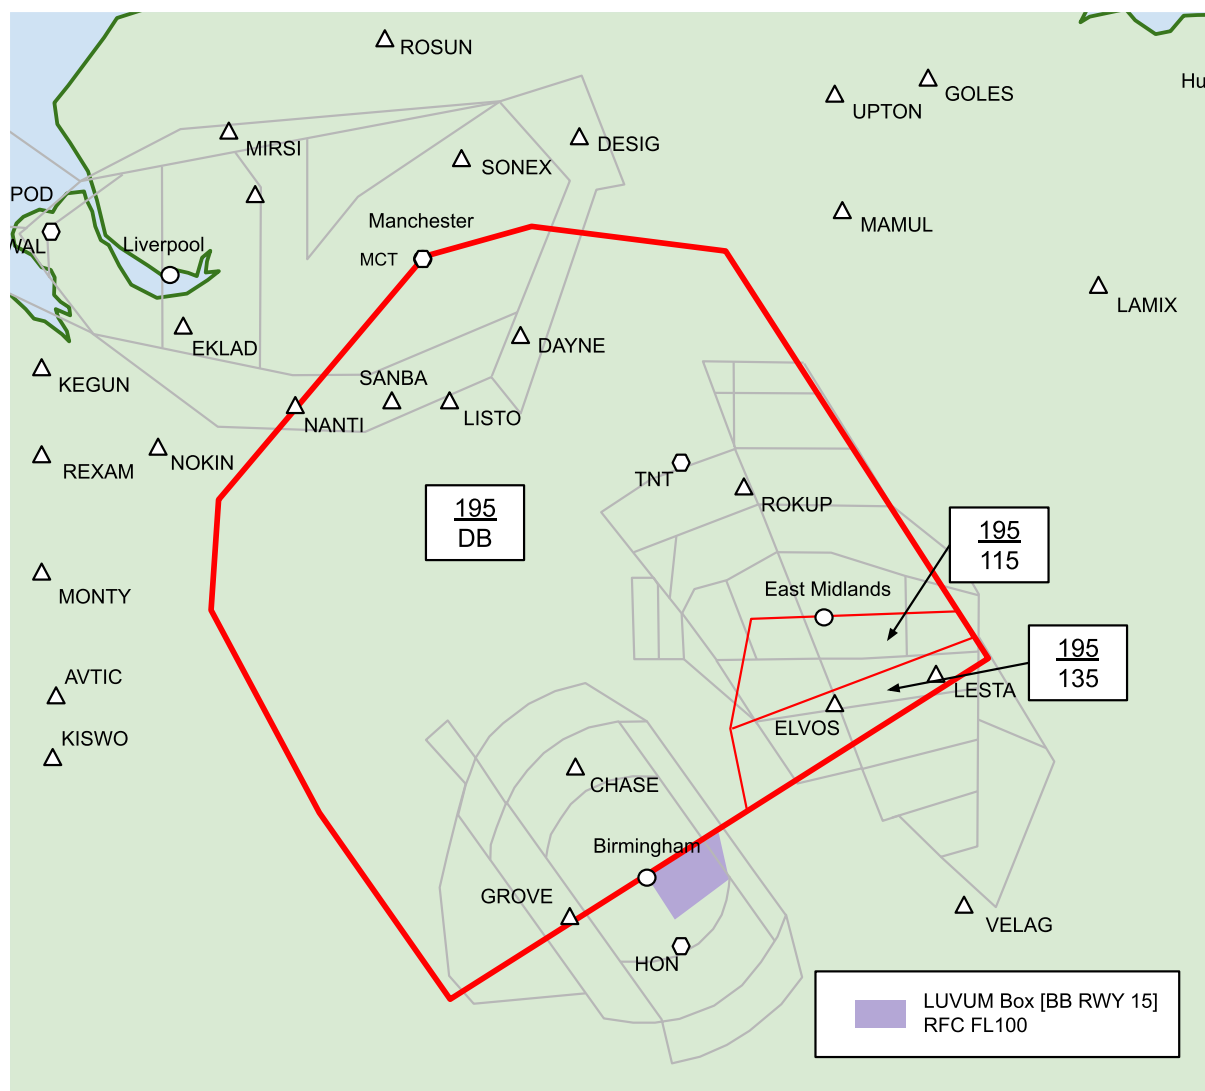 ROSUN
Hu
GOLES
UPTON
DESIG
MIRSI
SONEX
POD
Manchester
MAMUL
WAL
Liverpool
MCT
LAMIX
EKLAD
DAYNE
KEGUN
SANBA
NANTI
LISTO
NOKIN
REXAM
TNT
ROKUP
195
DB
195
115
MONTY
East Midlands
195
135
AVTIC
LESTA
ELVOS
KISWO
CHASE
Birmingham
GROVE
VELAG
HON
LUVUM Box [BB RWY 15]
RFC FL100